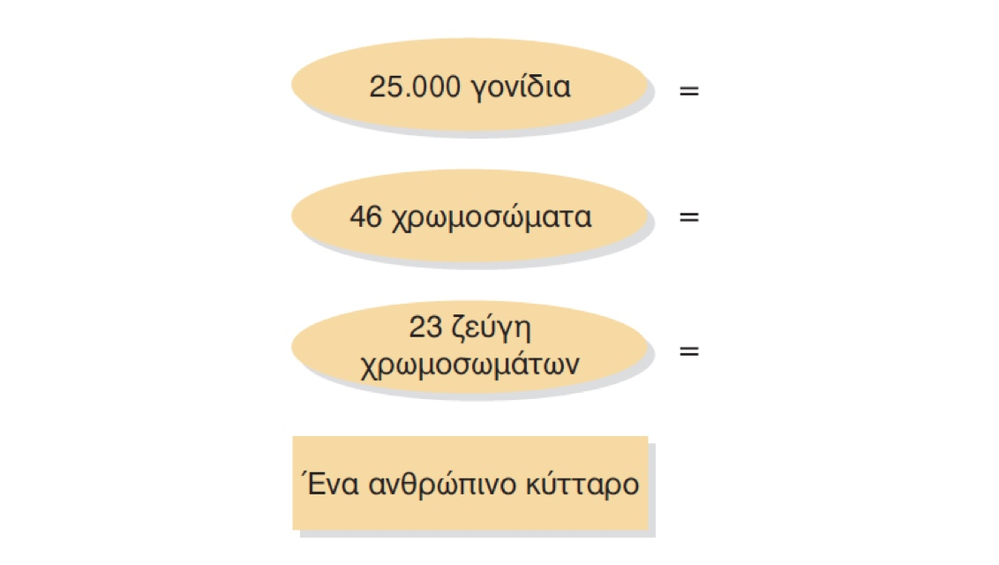 25.000 γονίδια =
46 χρωμοσώματα =
23 ζεύγη
χρωμοσωμάτων =
Ένα ανθρώπινο κύτταρο